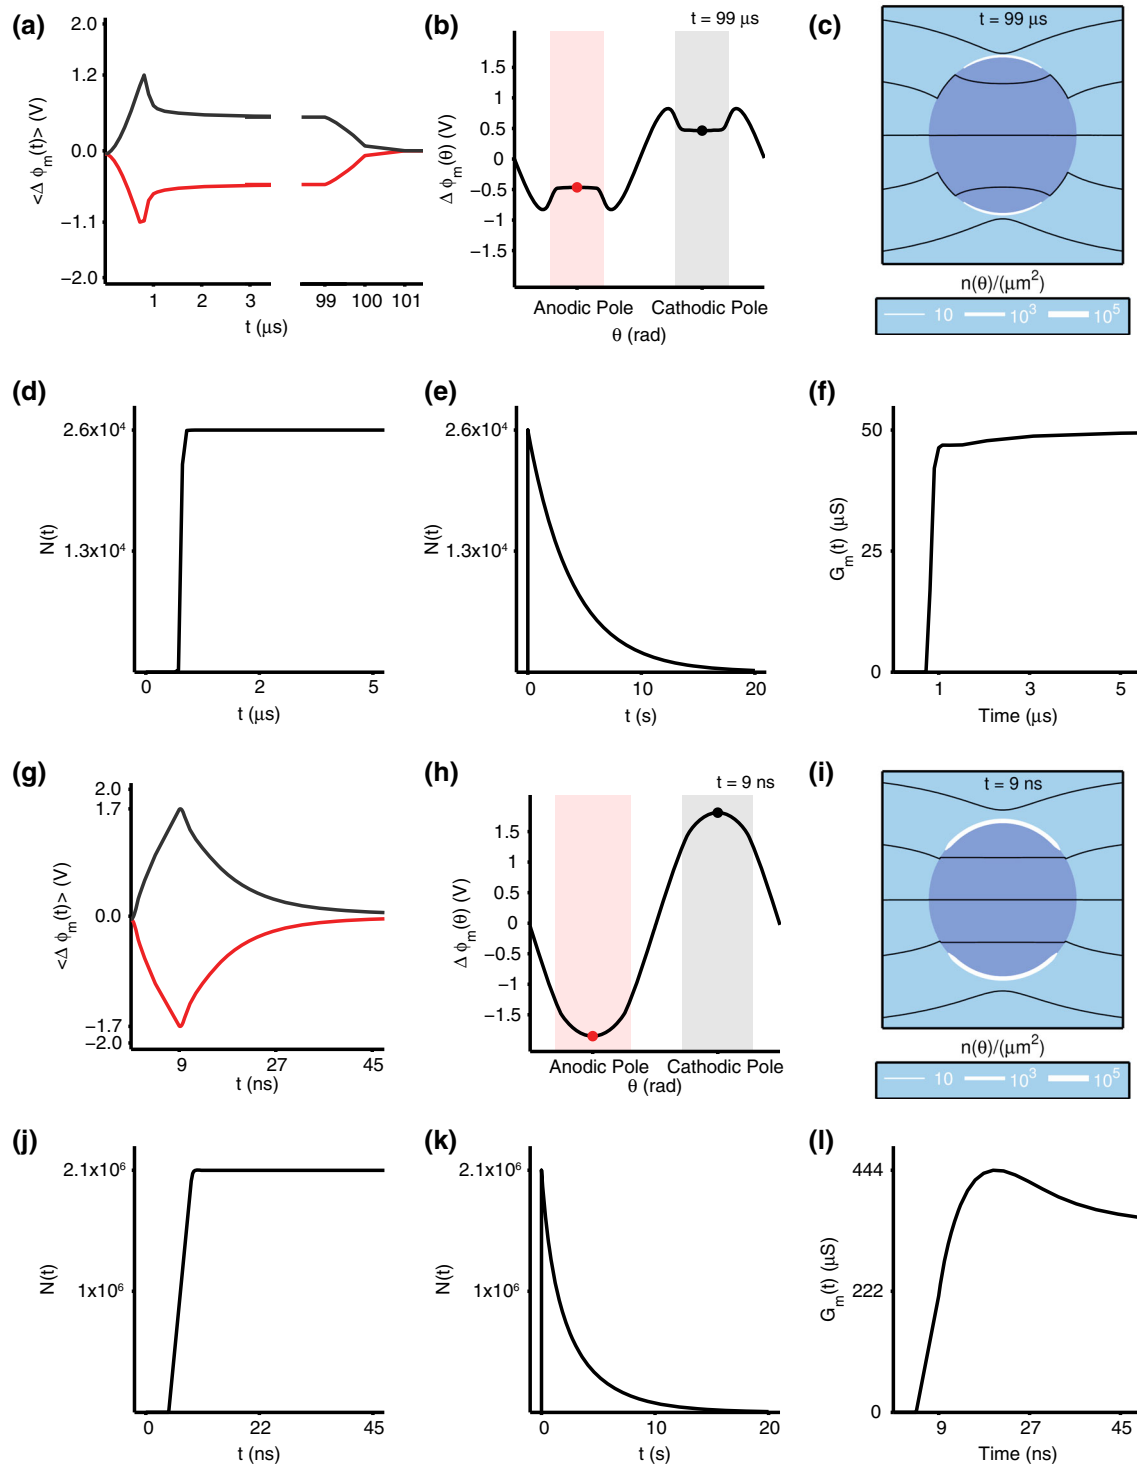 (a)
2.0
1.2
0.0
−1.1
−2.0
<Δ ϕm(t)> (V)
1 2 3 99 100 101
t (μs)
(b)
t = 99 μs
1.5
1
0.5
0
−0.5
−1
−1.5
Δ ϕm(θ) (V)
Anodic Pole Cathodic Pole
θ (rad)
(c)
t = 99 μs
n(θ)/(μm²)
10 10³ 10⁵
(d)
2.6x10⁴
1.3x10⁴
N(t)
0 2 5
t (μs)
(e)
2.6x10⁴
1.3x10⁴
N(t)
0 10 20
t (s)
(f)
50
25
0
Gm(t) (μS)
1 3 5
Time (μs)
(g)
2.0
1.7
0.0
−1.7
−2.0
<Δ ϕm(t)> (V)
9 27 45
t (ns)
(h)
t = 9 ns
1.5
1
0.5
0
−0.5
−1
−1.5
Δ ϕm(θ) (V)
Anodic Pole Cathodic Pole
θ (rad)
(i)
t = 9 ns
n(θ)/(μm²)
10 10³ 10⁵
(j)
2.1x10⁶
1x10⁶
N(t)
0 22 45
t (ns)
(k)
2.1x10⁶
1x10⁶
N(t)
0 10 20
t (s)
(l)
444
222
0
Gm(t) (μS)
9 27 45
Time (ns)